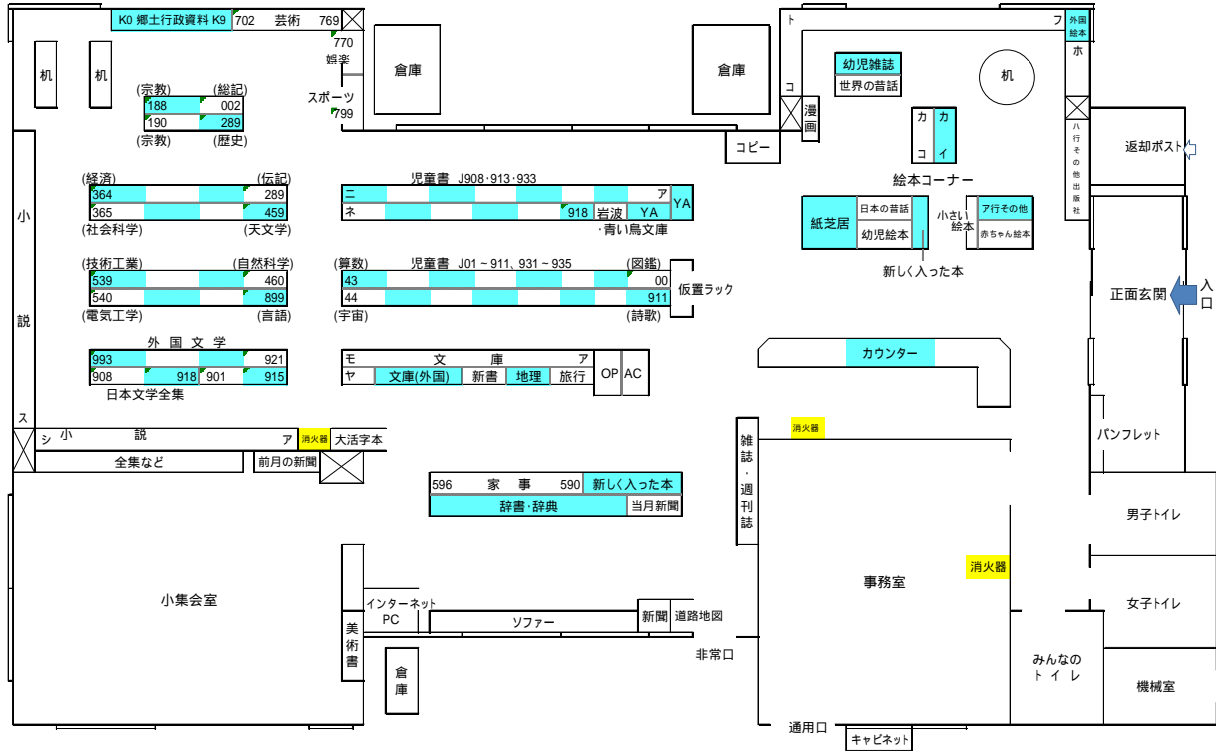 K0 郷土行政資料 K9
702 芸術 769
770
娯楽
スポーツ
799
机
机
倉庫
倉庫
(宗教) (総記)
188 002
190 289
(宗教) (歴史)
ト
コ
フ
外国
絵本
ホ
幼児雑誌
世界の昔話
机
漫画
コピー
カ カ
コ イ
絵本コーナー
ハ行その他出版社
返却ポスト
(経済) (伝記)
364 289
365 459
(社会科学) (天文学)
児童書 J908・913・933
ニ ア
YA
ネ 918 岩波 YA
・青い鳥文庫
紙芝居
日本の昔話
幼児絵本
新しく入った本
小さい
絵本
ア行その他
赤ちゃん絵本
小説
ス
(技術工業) (自然科学)
539 460
540 899
(電気工学) (言語)
(算数) 児童書 J01~911、931~935 (図鑑)
43 00
44 911
(宇宙) (詩歌)
仮置ラック
正面玄関
入口
外国文学
993 921
908 918 901 915
日本文学全集
モ 文庫 ア
ヤ 文庫(外国) 新書 地理 旅行
OP AC
カウンター
シ 小説 ア
消火器
大活字本
全集など
前月の新聞
雑誌・週刊誌
消火器
パンフレット
596 家事 590 新しく入った本
辞書・辞典 当月新聞
男子トイレ
小集会室
事務室
消火器
女子トイレ
美術書
インターネット
PC
ソファー
新聞
道路地図
非常口
倉庫
みんなの
トイレ
機械室
通用口
キャビネット